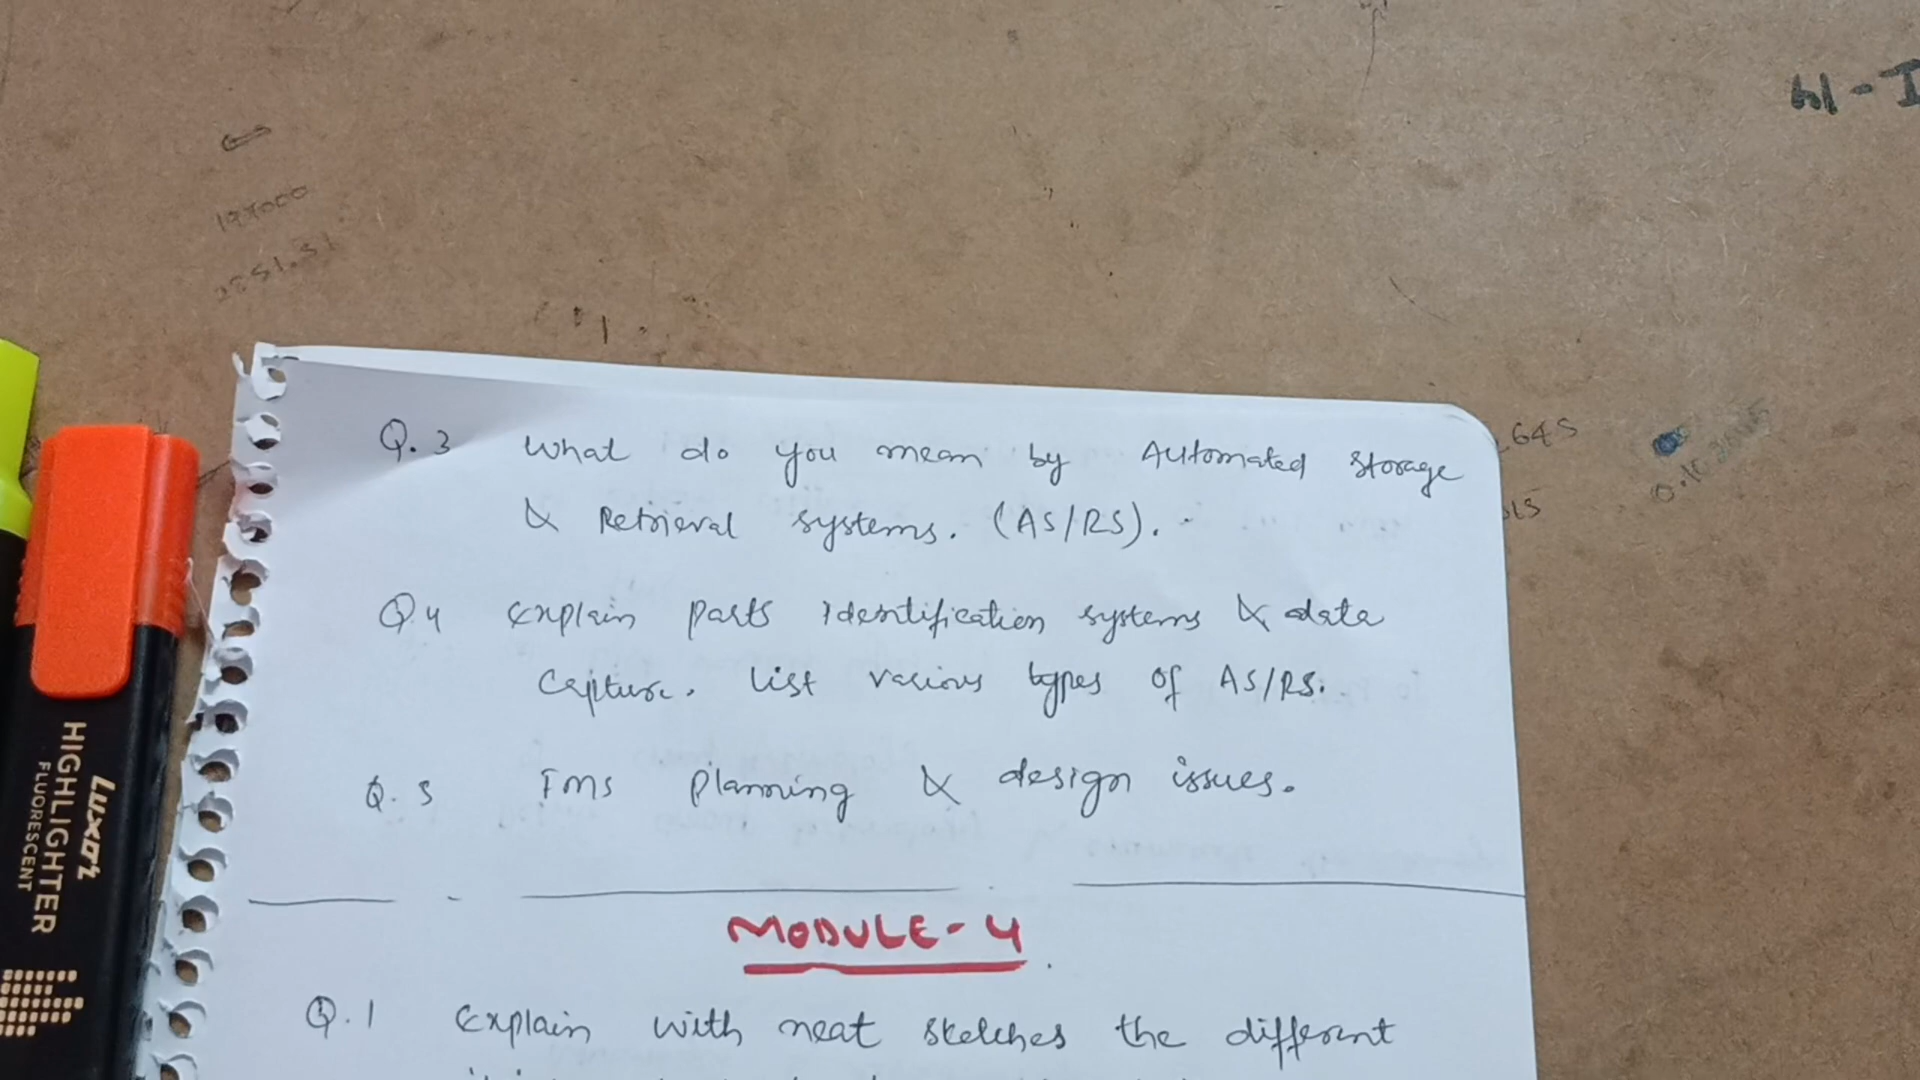 Q.3 What do you mean by Automated Storage
& Retrieval systems. (AS/RS).
Q4 Explain parts Identification systems & data
Capture. List various types of AS/RS.
Q.5 FMS planning & design issues.
MODULE-4
Q.1 Explain with neat sketches the different
Luxor
HIGHLIGHTER
FLUORESCENT
645